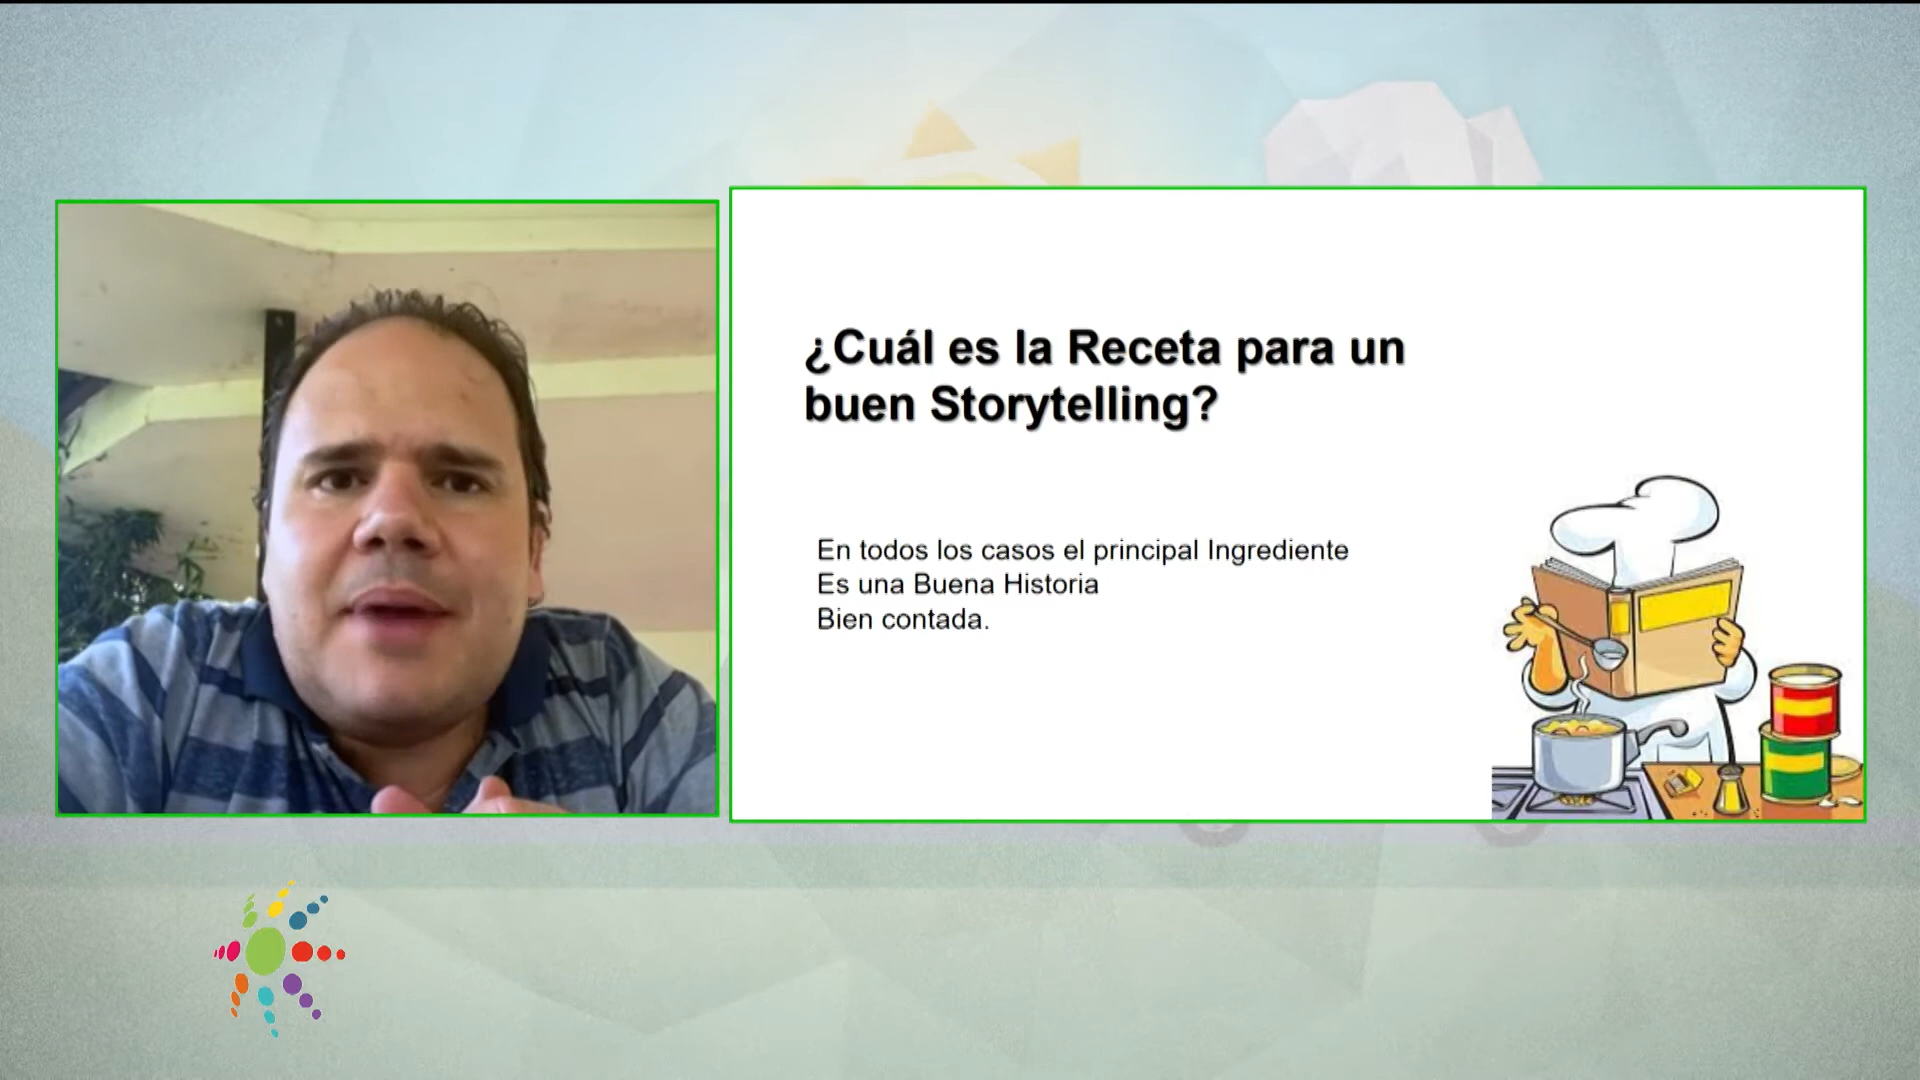 ¿Cuál es la Receta para un
buen Storytelling?
En todos los casos el principal Ingrediente
Es una Buena Historia
Bien contada.